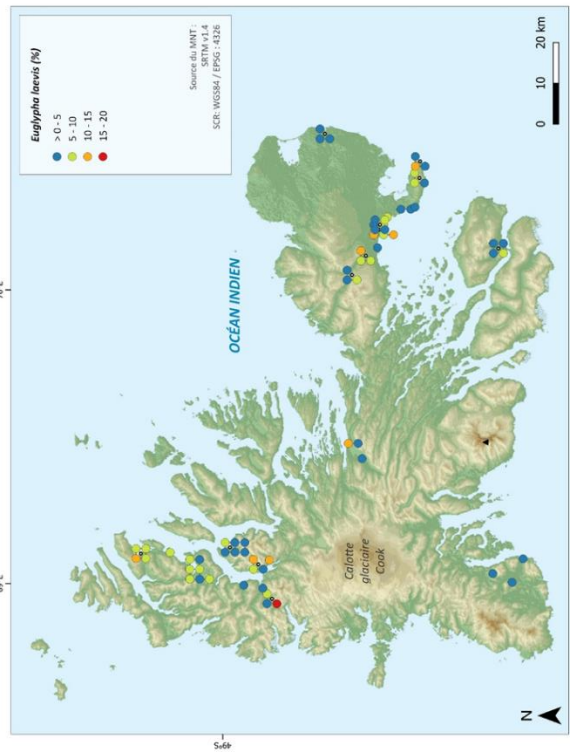 Euglypha laevis (%)
> 0 - 5
5 - 10
10 - 15
15 - 20
Source du MNT :
SRTM v1.4
SCR: WGS84 / EPSG : 4326
OCÉAN INDIEN
Calotte
glaciaire
Cook
49°S
N
0 10 20 km